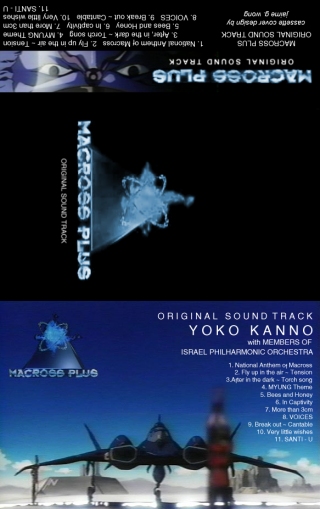 1. National Anthem of Macross  2. Fly up in the air – Tension
3. After, in the dark – Torch song  4. MYUNG Theme
5. Bees and Honey  6. In captivity  7. More than 3cm
8. VOICES  9. Break out – Cantabile  10. Very little wishes
11. SANTI - U
MACROSS PLUS
ORIGINAL SOUND TRACK
cassette cover design by
jaime g. wong
MACROSS PLUS
ORIGINAL SOUND TRACK
MACROSS PLUS
ORIGINAL SOUND TRACK
MACROSS PLUS
ORIGINAL SOUND TRACK
YOKO KANNO
with MEMBERS OF
ISRAEL PHILHARMONIC ORCHESTRA
1. National Anthem of Macross
2. Fly up in the air – Tension
3.After in the dark – Torch song
4. MYUNG Theme
5. Bees and Honey
6. In Captivity
7. More than 3cm
8. VOICES
9. Break out – Cantabile
10. Very little wishes
11. SANTI - U